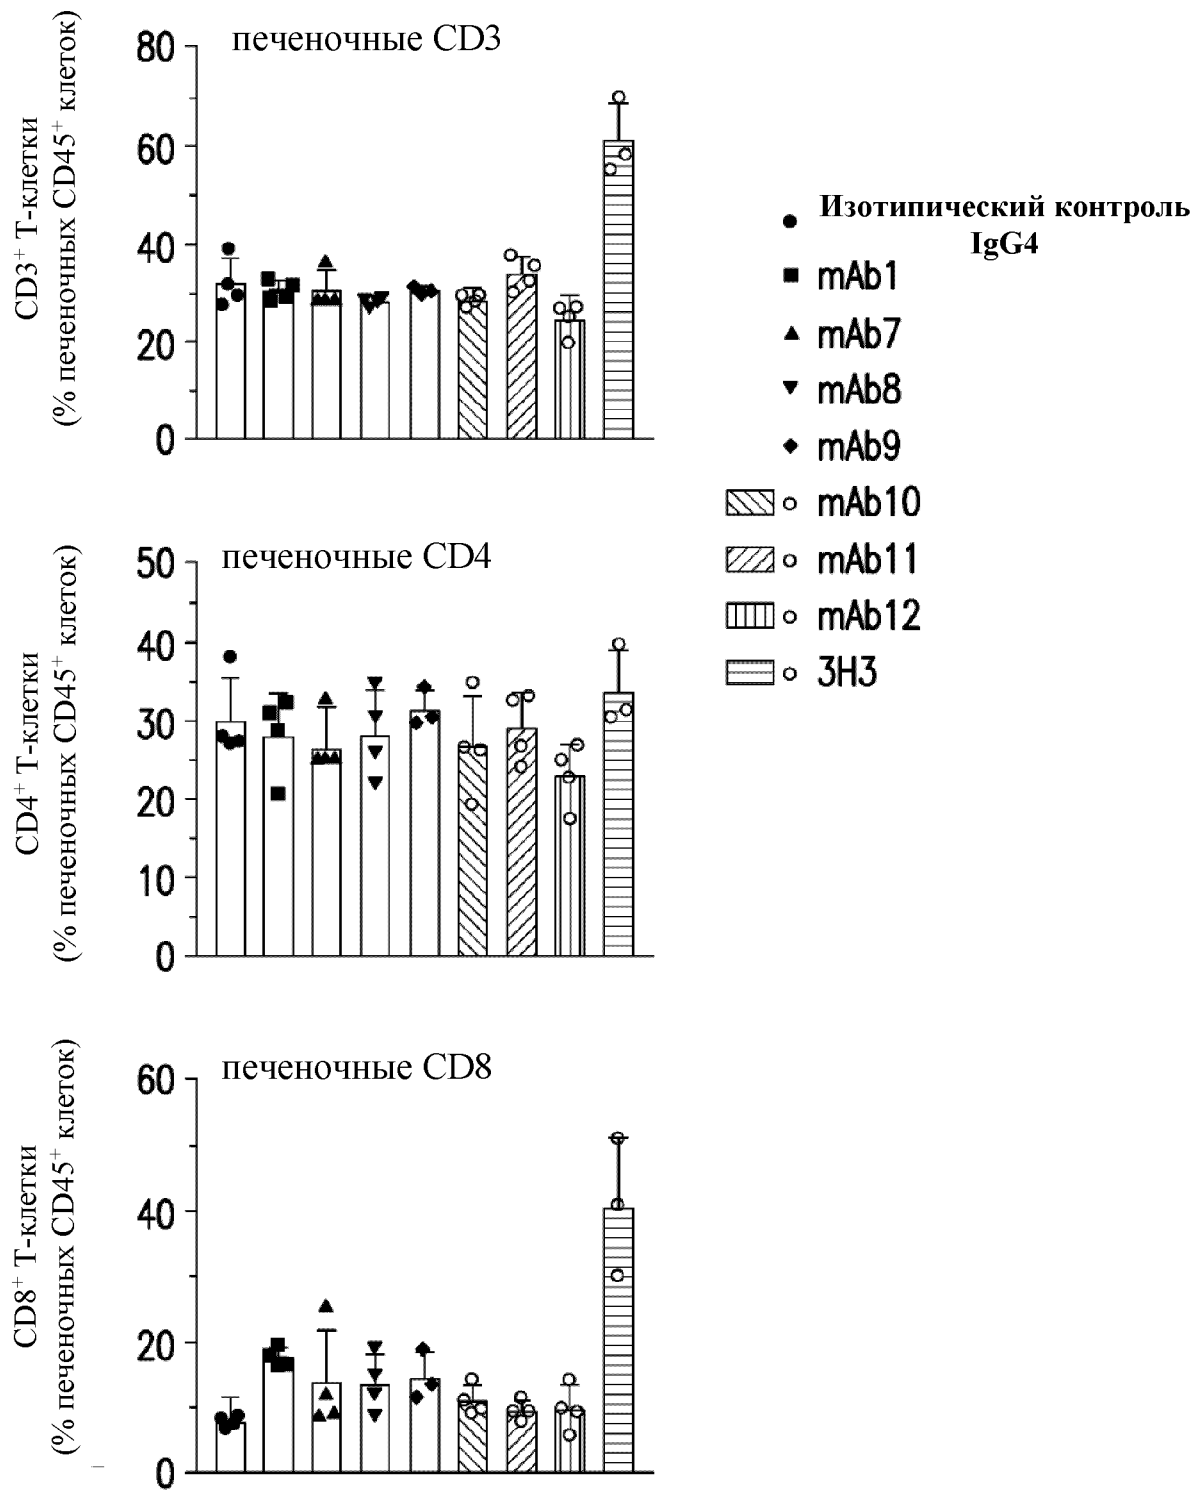 печеночные CD3
CD3⁺ Т-клетки
(% печеночных CD45⁺ клеток)
80
60
40
20
0
печеночные CD4
CD4⁺ Т-клетки
(% печеночных CD45⁺ клеток)
50
40
30
20
10
0
печеночные CD8
CD8⁺ Т-клетки
(% печеночных CD45⁺ клеток)
60
40
20
0
Изотипический контроль
IgG4
mAb1
mAb7
mAb8
mAb9
mAb10
mAb11
mAb12
3H3